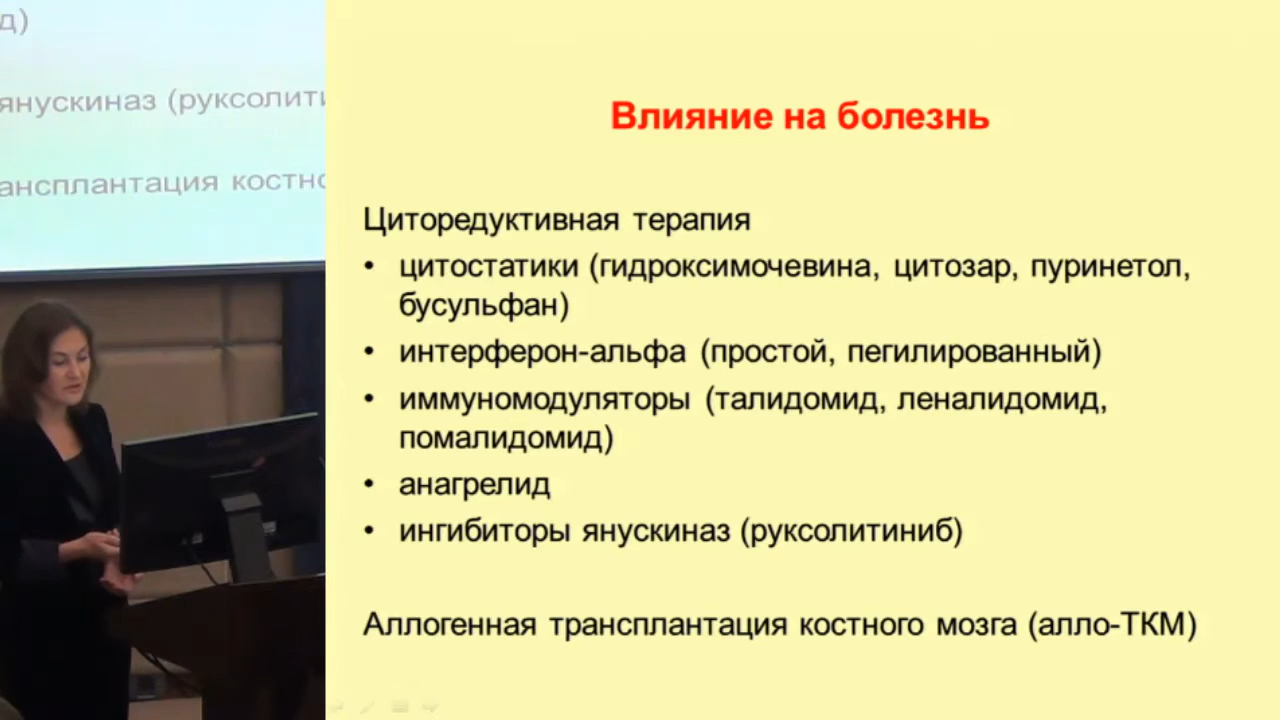 д)
янускиназ (руксолити
ансплантация костно
Влияние на болезнь
Циторедуктивная терапия
• цитостатики (гидроксимочевина, цитозар, пуринетол,
бусульфан)
• интерферон-альфа (простой, пегилированный)
• иммуномодуляторы (талидомид, леналидомид,
помалидомид)
• анагрелид
• ингибиторы янускиназ (руксолитиниб)
Аллогенная трансплантация костного мозга (алло-ТКМ)